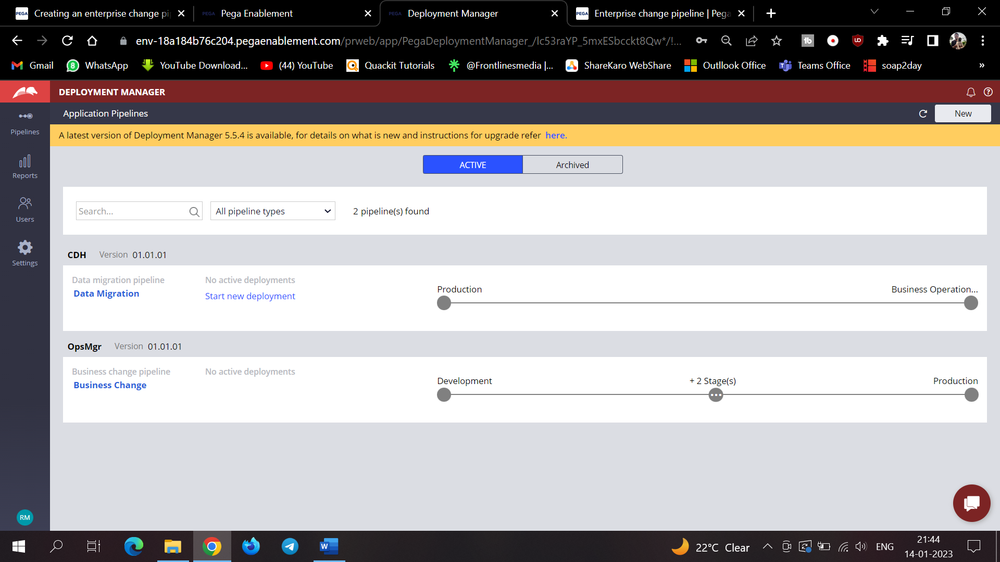 PEGA Creating an enterprise change pi
PEGA Pega Enablement
PEGA Deployment Manager
PEGA Enterprise change pipeline | Pega
env-18a184b76c204.pegaenablement.com/prweb/app/PegaDeploymentManager_/lc53raYP_5mxESbcckt8Qw*/!...
Gmail
8 WhatsApp
YouTube Download...
(44) YouTube
Quackit Tutorials
@Frontlinesmedia |...
ShareKaro WebShare
Outllook Office
Teams Office
soap2day
»
DEPLOYMENT MANAGER
Application Pipelines
New
Pipelines
Reports
Users
Settings
RM
A latest version of Deployment Manager 5.5.4 is available, for details on what is new and instructions for upgrade refer here.
ACTIVE
Archived
Search...
All pipeline types
2 pipeline(s) found
CDH Version 01.01.01
Data migration pipeline
Data Migration
No active deployments
Start new deployment
Production
Business Operation...
OpsMgr Version 01.01.01
Business change pipeline
Business Change
No active deployments
Development
+ 2 Stage(s)
Production
22°C Clear
ENG
21:44
14-01-2023